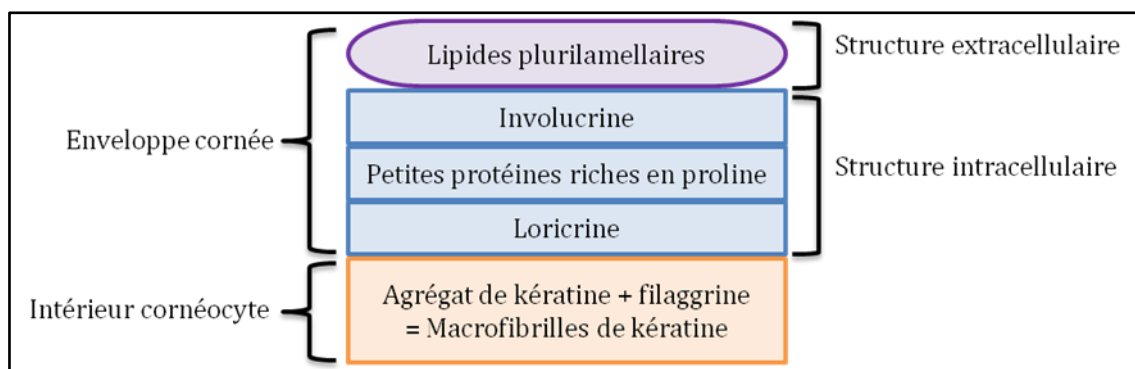 Lipides plurilamellaires
Structure extracellulaire
Enveloppe cornée
Involucrine
Petites protéines riches en proline
Structure intracellulaire
Loricrine
Intérieur cornéocyte
Agrégat de kératine + filaggrine
= Macrofibrilles de kératine